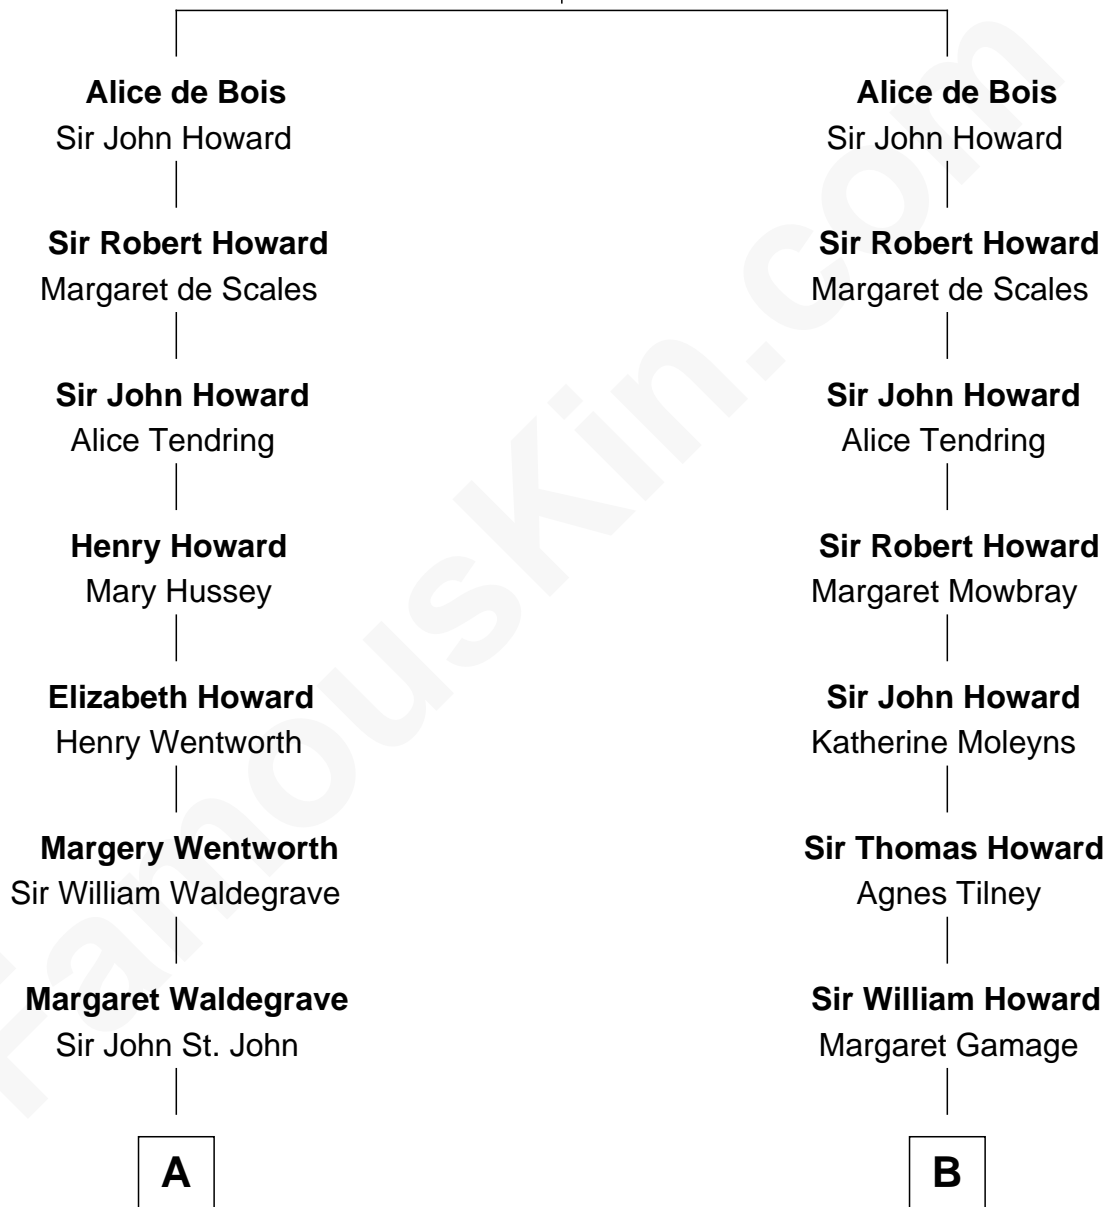 Alice de Bois
Sir John Howard
Sir Robert Howard
Margaret de Scales
Sir John Howard
Alice Tendring
Henry Howard
Mary Hussey
Elizabeth Howard
Henry Wentworth
Margery Wentworth
Sir William Waldegrave
Margaret Waldegrave
Sir John St. John
A
Alice de Bois
Sir John Howard
Sir Robert Howard
Margaret de Scales
Sir John Howard
Alice Tendring
Sir Robert Howard
Margaret Mowbray
Sir John Howard
Katherine Moleyns
Sir Thomas Howard
Agnes Tilney
Sir William Howard
Margaret Gamage
B
FamousKin.com